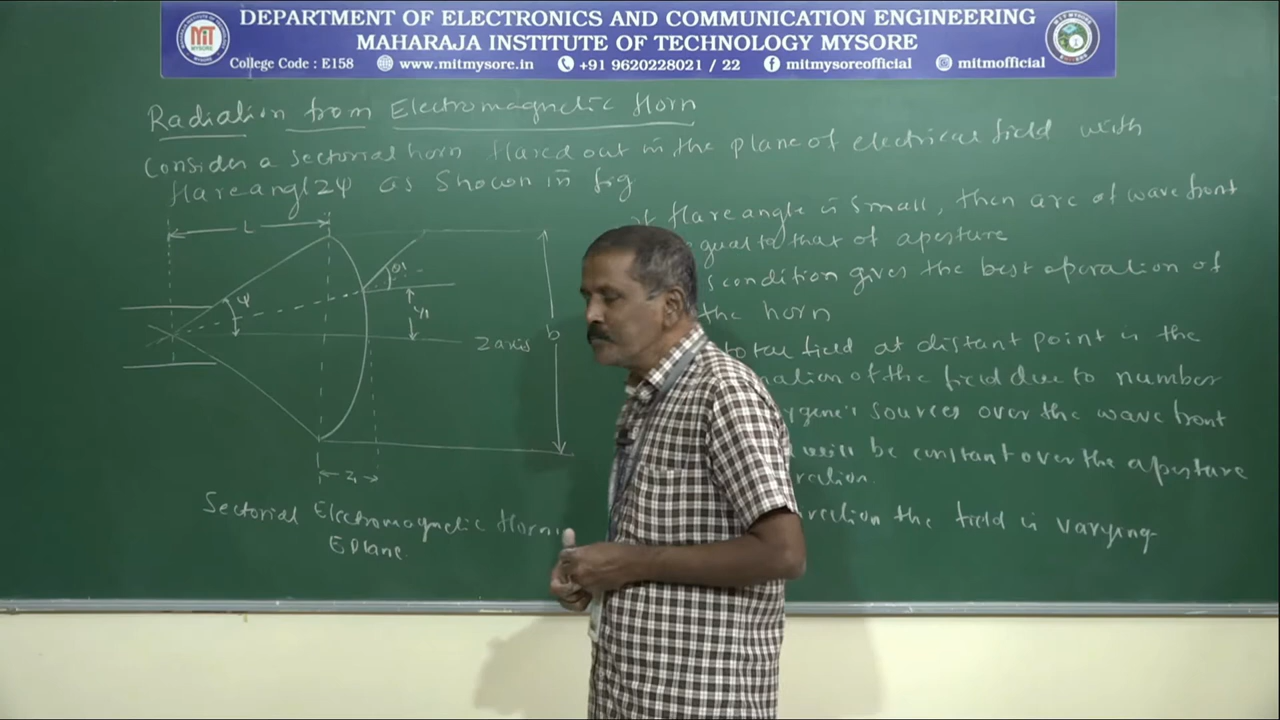 DEPARTMENT OF ELECTRONICS AND COMMUNICATION ENGINEERING
MAHARAJA INSTITUTE OF TECHNOLOGY MYSORE
College Code : E158 www.mitmysore.in +91 9620228021 / 22 mitmysoreofficial mitmofficial
MIT
MYSORE
Radiation from Electromagnetic Horn
Consider a Sectorial horn flared out in the plane of electrical field with
flare angl 2φ as shown in fig
L
φ
b
Z axis
Z1
Sectorial Electromagnetic Horn
E plane
flare angle is small, then arc of wave front
equal to that of aperture
condition gives the best operation of
the horn
total field at distant point is the
of the field due to number
sources over the wave front
will be constant over the aperture
the field is varying